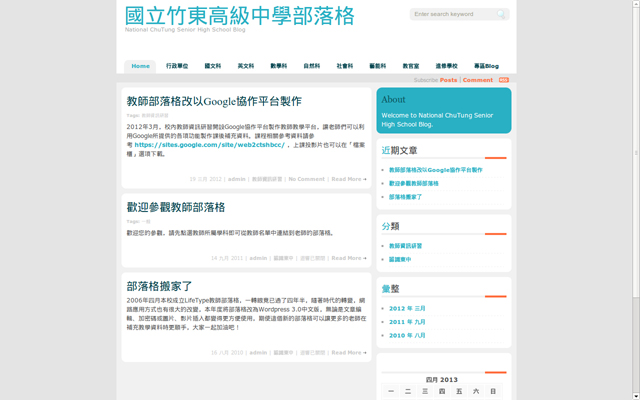 國立竹東高級中學部落格
National ChuTung Senior High School Blog
Enter search keyword
Home 行政單位 國文科 英文科 數學科 自然科 社會科 藝能科 教官室 進修學校 專區Blog
Subscribe: Posts | Comment RSS
教師部落格改以Google協作平台製作
Tags: 教師資訊研習
2012年3月，校內教師資訊研習開設Google協作平台製作教師教學平台，讓老師們可以利
用Google所提供的各項功能製作課後補充資料。課程相關參考資料請參
考 https://sites.google.com/site/web2ctshbcc/ ，上課投影片也可以在「檔案
櫃」選項下載。
19 三月 2012 | admin | 教師資訊研習 | No Comment | Read More
歡迎參觀教師部落格
Tags: 一般
歡迎您的參觀，請先點選教師所屬學科即可從教師名單中連結到老師的部落格。
14 九月 2011 | admin | 認識東中 | 迴響已關閉 | Read More
部落格搬家了
2006年四月本校成立LifeType教師部落格，一轉眼竟已過了四年半，隨著時代的轉變，網
路應用方式也有很大的改變。本年度將部落格改為Wordpress 3.0中文版，無論是文章編
輯、加密碼或圖片、影片插入都變得更方便使用。期使這個新的部落格可以讓更多的老師在
補充教學資料時更順手，大家一起加油吧！
16 八月 2010 | admin | 認識東中 | 迴響已關閉 | Read More
About
Welcome to National ChuTung Senior
High School Blog.
近期文章
教師部落格改以Google協作平台製作
歡迎參觀教師部落格
部落格搬家了
分類
教師資訊研習
認識東中
彙整
2012 年 三月
2011 年 九月
2010 年 八月
四月 2013
一 二 三 四 五 六 日